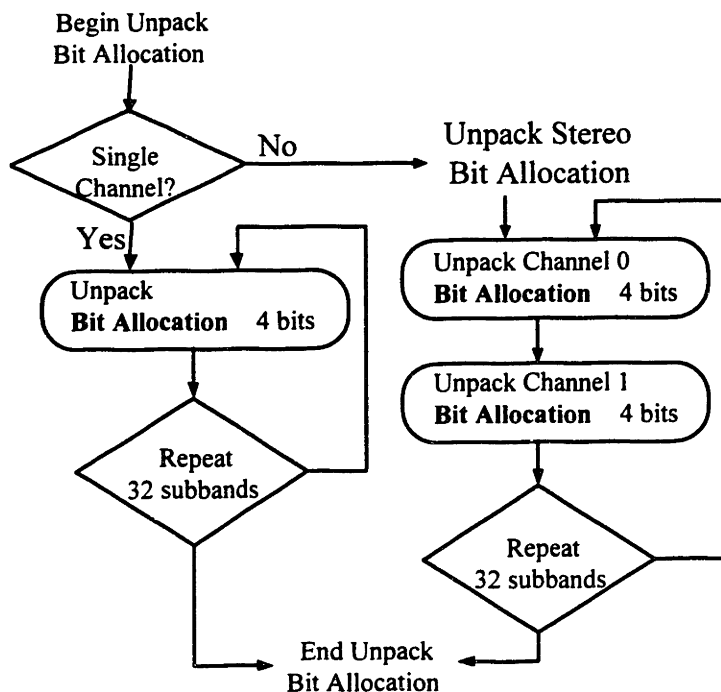 Begin Unpack
Bit Allocation
Single
Channel?
No
Yes
Unpack
Bit Allocation 4 bits
Repeat
32 subbands
Unpack Stereo
Bit Allocation
Unpack Channel 0
Bit Allocation 4 bits
Unpack Channel 1
Bit Allocation 4 bits
Repeat
32 subbands
End Unpack
Bit Allocation